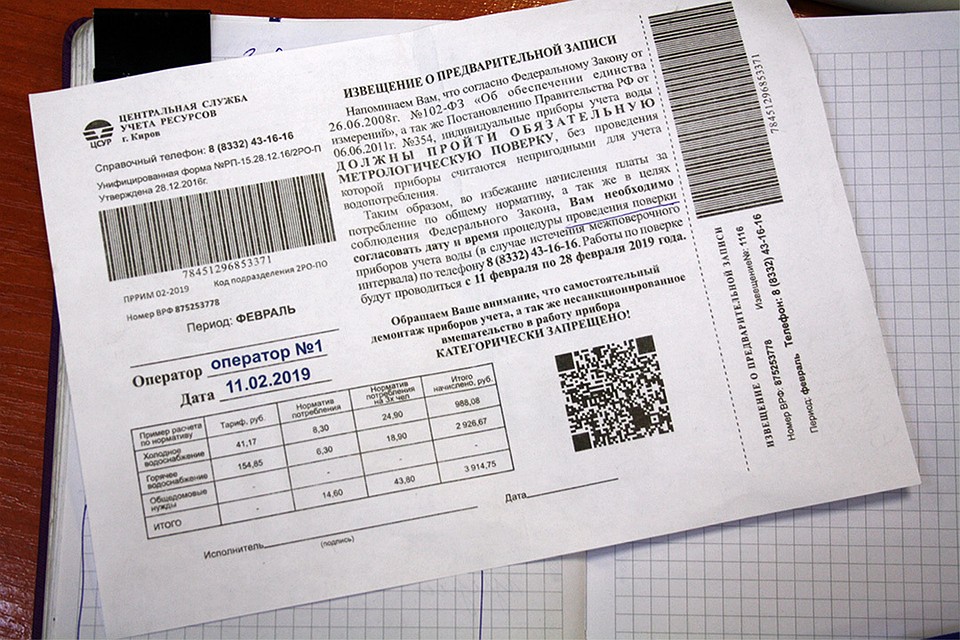 ЦЕНТРАЛЬНАЯ СЛУЖБА
УЧЕТА РЕСУРСОВ
г. Киров
ЦСУР
Справочный телефон: 8 (8332) 43-16-16
Унифицированная форма №РП-15.28.12.16/2РО-П
Утверждена 28.12.2016г.
78451296853371
ПРРИМ 02-2019 Код подразделения 2РО-ПО
Номер ВРФ 875253778
Период: ФЕВРАЛЬ
Оператор оператор №1
Дата 11.02.2019
Пример расчета по нормативу Тариф, руб. Норматив потребления Норматив потребления на 3х чел Итого начислено, руб.
Холодное водоснабжение 41,17 8,30 24,90 988,08
Горячее водоснабжение 154,85 6,30 18,90 2 926,67
Общедомовые нужды - - - -
ИТОГО - 14,60 43,80 3 914,75
Исполнитель
(подпись)
Дата
ИЗВЕЩЕНИЕ О ПРЕДВАРИТЕЛЬНОЙ ЗАПИСИ
Напоминаем Вам, что согласно Федеральному Закону от
26.06.2008г. №102-ФЗ «Об обеспечении единства
измерений», а так же Постановлению Правительства РФ от
06.06.2011г. №354, индивидуальные приборы учета воды
ДОЛЖНЫ ПРОЙТИ ОБЯЗАТЕЛЬНУЮ
МЕТРОЛОГИЧЕСКУЮ ПОВЕРКУ, без проведения
которой приборы считаются непригодными для учета
водопотребления.
Таким образом, во избежание начисления платы за
потребление по общему нормативу, а так же в целях
соблюдения Федерального Закона, Вам необходимо
согласовать дату и время процедуры проведения поверки
приборов учета воды (в случае истечения межповерочного
интервала) по телефону 8 (8332) 43-16-16. Работы по поверке
будут проводиться с 11 февраля по 28 февраля 2019 года.
Обращаем Ваше внимание, что самостоятельный
демонтаж приборов учета, а так же несанкционированное
вмешательство в работу прибора
КАТЕГОРИЧЕСКИ ЗАПРЕЩЕНО!
78451296853371
ИЗВЕЩЕНИЕ О ПРЕДВАРИТЕЛЬНОЙ ЗАПИСИ
Номер ВРФ: 875253778 Извещение№: 1116
Период: февраль Телефон: 8 (8332) 43-16-16